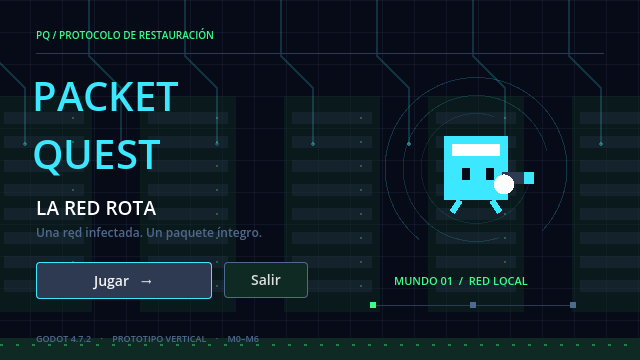 PQ / PROTOCOLO DE RESTAURACIÓN
PACKET
QUEST
LA RED ROTA
Una red infectada. Un paquete íntegro.
Jugar →
Salir
MUNDO 01 / RED LOCAL
GODOT 4.7.2 · PROTOTIPO VERTICAL · M0–M6